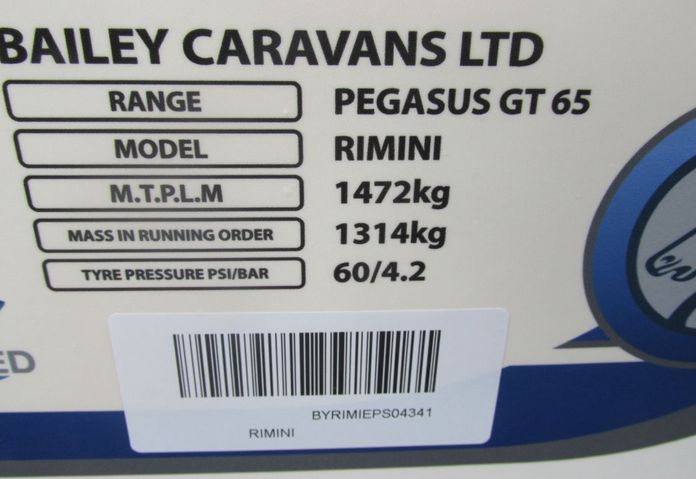 BAILEY CARAVANS LTD
RANGE PEGASUS GT 65
MODEL RIMINI
M.T.P.L.M 1472kg
MASS IN RUNNING ORDER 1314kg
TYRE PRESSURE PSI/BAR 60/4.2
ED
BYRIMIEPS04341
RIMINI